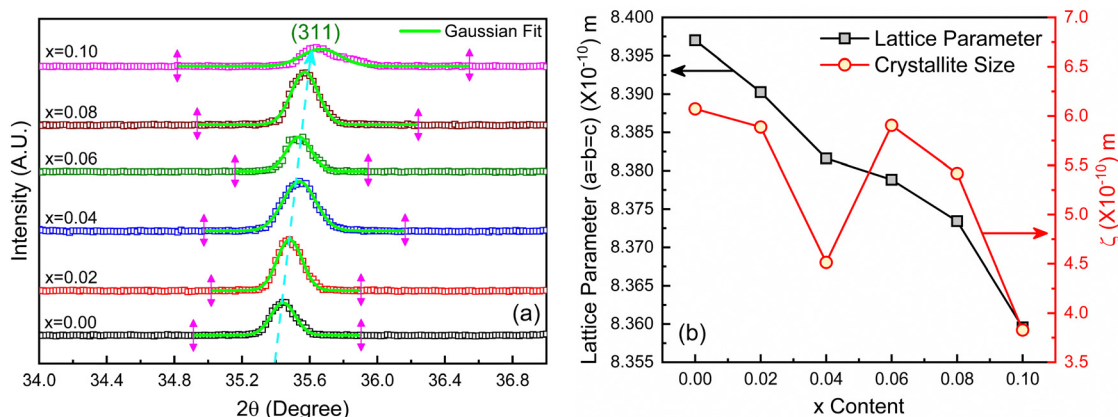 (311)
Gaussian Fit
x=0.10
x=0.08
x=0.06
x=0.04
x=0.02
x=0.00
(a)
Intensity (A.U.)
34.0 34.4 34.8 35.2 35.6 36.0 36.4 36.8
2θ (Degree)
Lattice Parameter
Crystallite Size
(b)
8.400
8.395
8.390
8.385
8.380
8.375
8.370
8.365
8.360
8.355
Lattice Parameter (a=b=c) (X10⁻¹⁰) m
7.0
6.5
6.0
5.5
5.0
4.5
4.0
3.5
ζ (X10⁻¹⁰) m
0.00 0.02 0.04 0.06 0.08 0.10
x Content